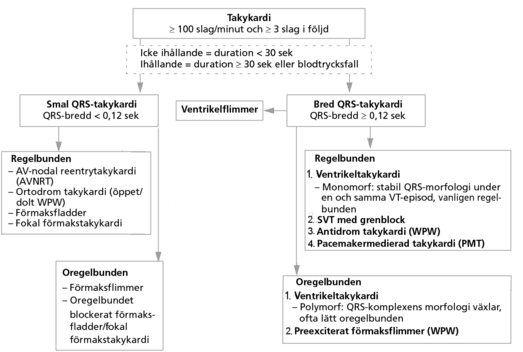 Takykardi
≥ 100 slag/minut och ≥ 3 slag i följd
Icke ihållande = duration < 30 sek
Ihållande = duration ≥ 30 sek eller blodtrycksfall
Smal QRS-takykardi
QRS-bredd < 0,12 sek
Ventrikelflimmer
Bred QRS-takykardi
QRS-bredd ≥ 0,12 sek
Regelbunden
– AV-nodal reentrytakykardi
(AVNRT)
– Ortodrom takykardi (öppet/
dolt WPW)
– Förmaksfladder
– Fokal förmakstakykardi
Regelbunden
1. Ventrikeltakykardi
– Monomorf: stabil QRS-morfologi under
en och samma VT-episod, vanligen regel-
bunden
2. SVT med grenblock
3. Antidrom takykardi (WPW)
4. Pacemakermedierad takykardi (PMT)
Oregelbunden
– Förmaksflimmer
– Oregelbundet
blockerat förmaks-
fladder/fokal
förmakstakykardi
Oregelbunden
1. Ventrikeltakykardi
– Polymorf: QRS-komplexens morfologi växlar,
ofta lätt oregelbunden
2. Preexciterat förmaksflimmer (WPW)